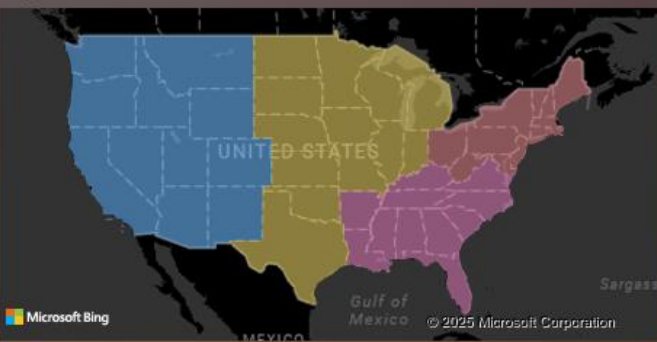 UNITED STATES
Sargass
Gulf of
Mexico
Microsoft Bing
© 2025 Microsoft Corporation
MEXICO